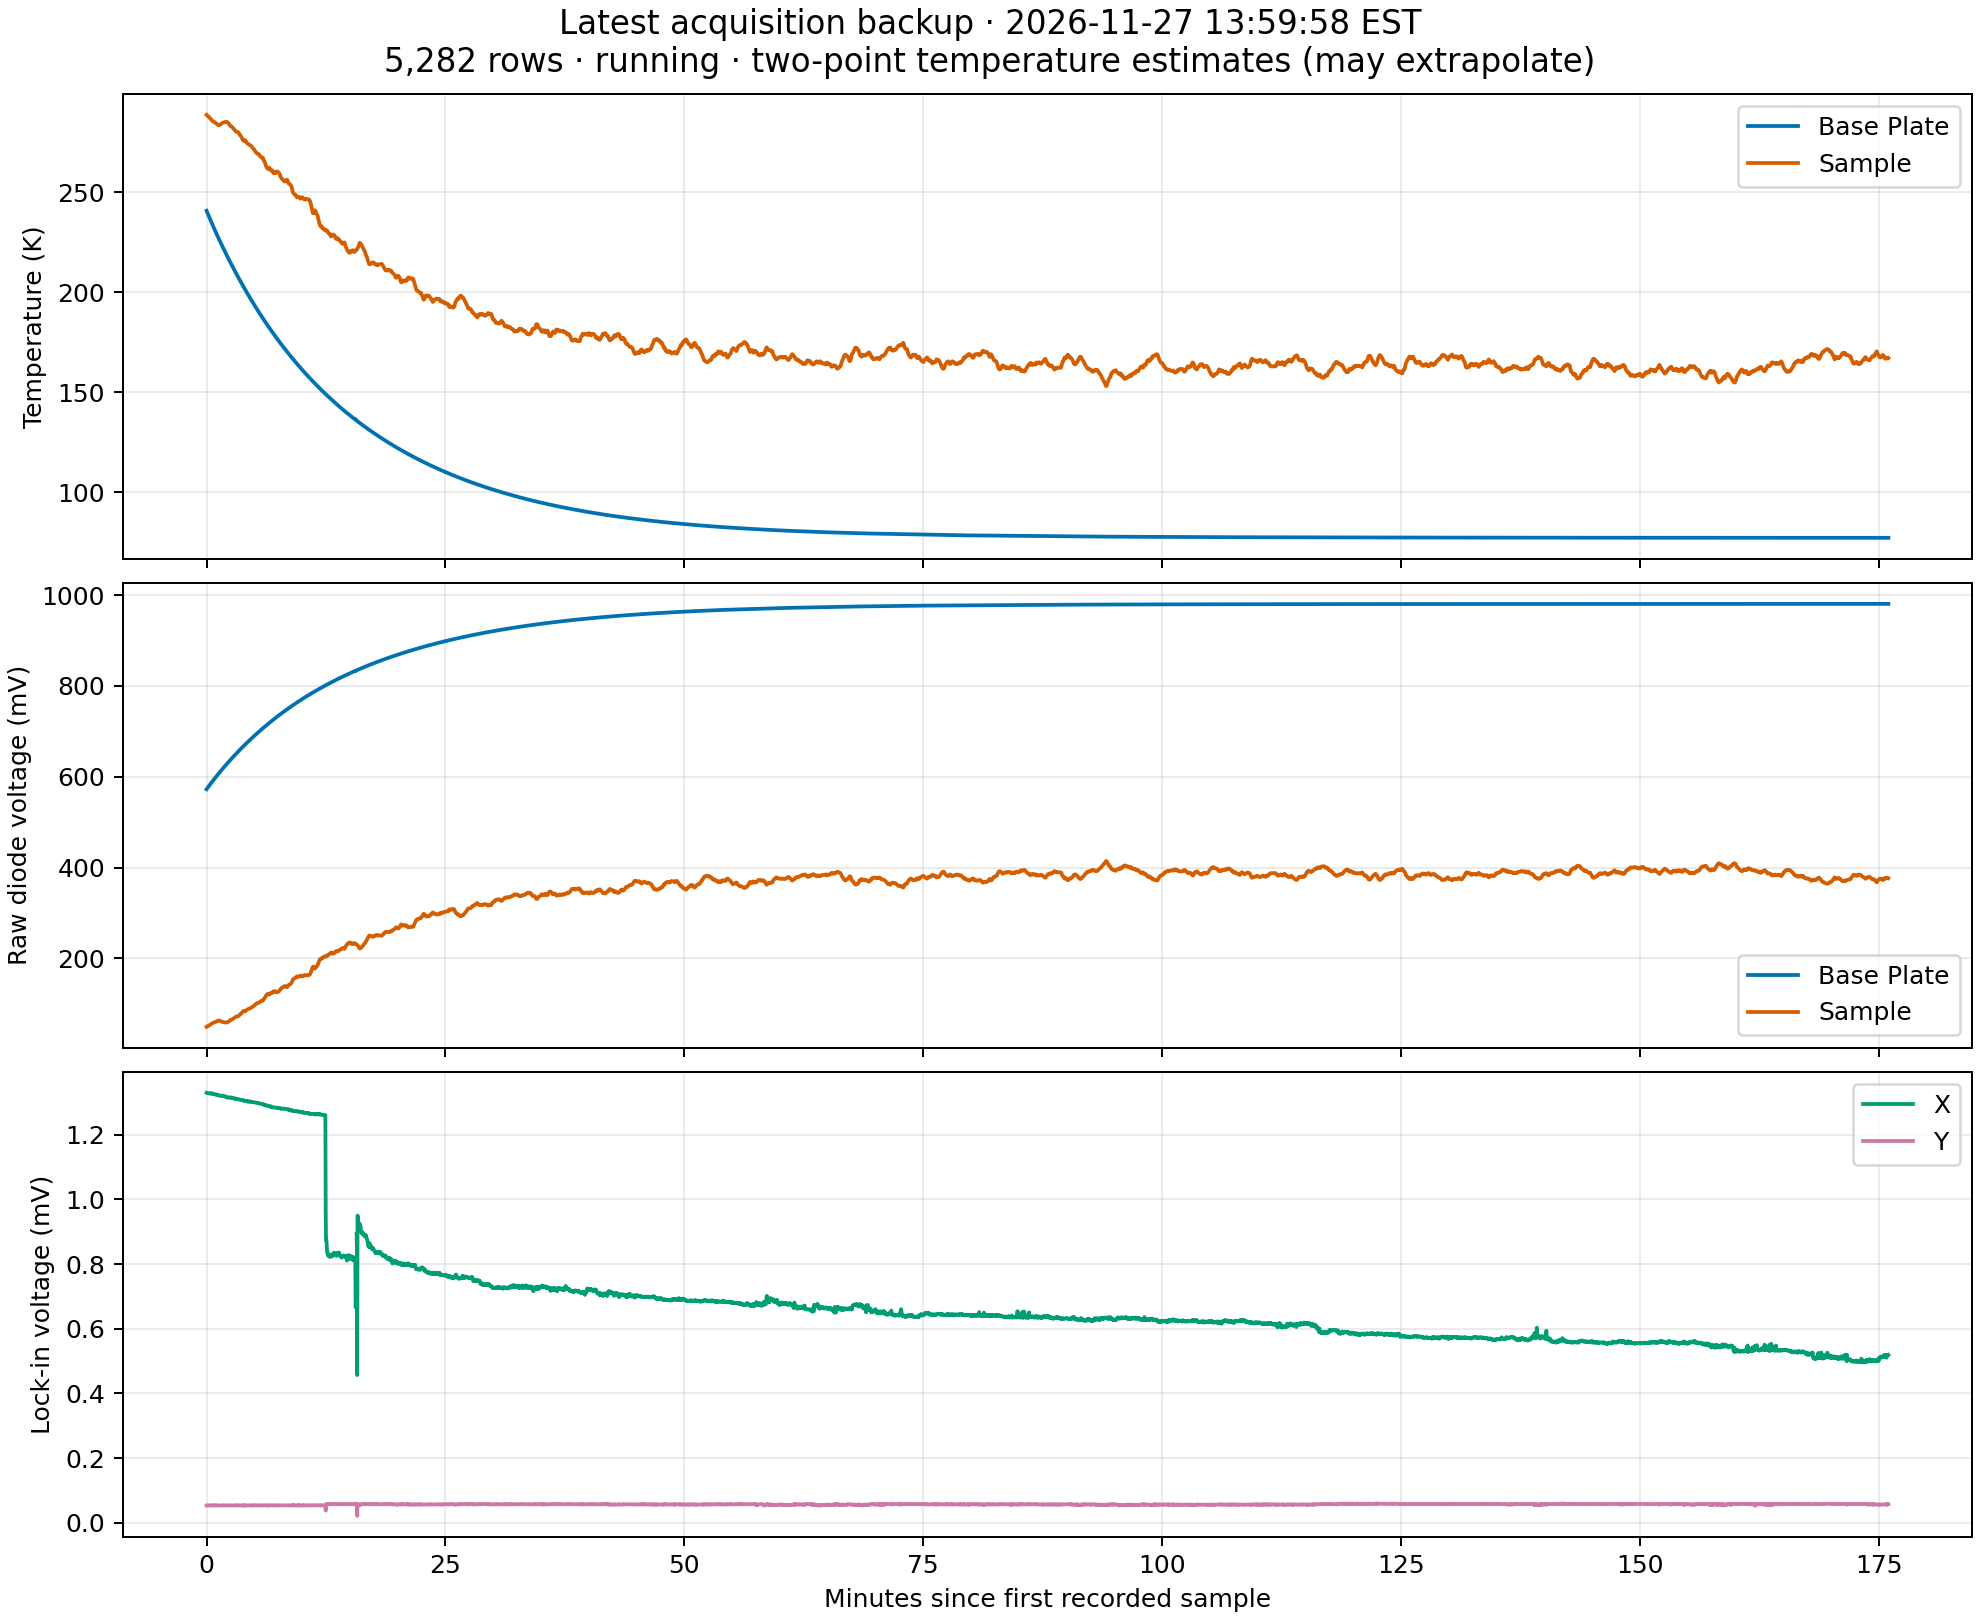 Latest acquisition backup · 2026-11-27 13:59:58 EST
5,282 rows · running · two-point temperature estimates (may extrapolate)
Temperature (K)
250
200
150
100
Base Plate
Sample
Raw diode voltage (mV)
1000
800
600
400
200
Base Plate
Sample
Lock-in voltage (mV)
1.2
1.0
0.8
0.6
0.4
0.2
0.0
X
Y
0 25 50 75 100 125 150 175
Minutes since first recorded sample